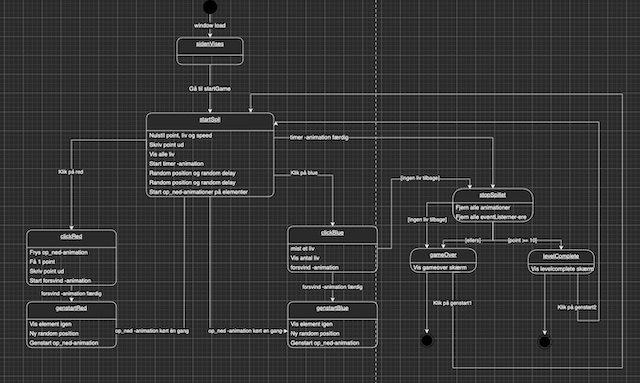 window load
sidenVises
Gå til startGame
startSpil
Nulstil point, liv og speed
Skriv point ud
Vis alle liv
Start timer -animation
Random position og random delay
Random position og random delay
Start op_ned-animationer på elementer
timer -animation færdig
Klik på red
Klik på blue
[ingen liv tilbage]
stopSpillet
Fjern alle animationer
Fjern alle eventListerner-ere
[ingen liv tilbage]
clickRed
Frys op_ned-animation
Få 1 point
Skriv point ud
Start forsvind -animation
clickBlue
mist et liv
Vis antal liv
forsvind -animation
[ellers]
[point >= 10]
gameOver
Vis gameover skærm
levelComplete
Vis levelcomplete skærm
forsvind -animation færdig
forsvind -animation færdig
Klik på genstart1
Klik på genstart2
genstartRed
Vis element igen
Ny random position
Genstart op_ned-animation
op_ned -animation kørt én gang
op_ned -animation kørt en gang
genstartBlue
Vis element igen
Ny random position
Genstart op_ned-animation